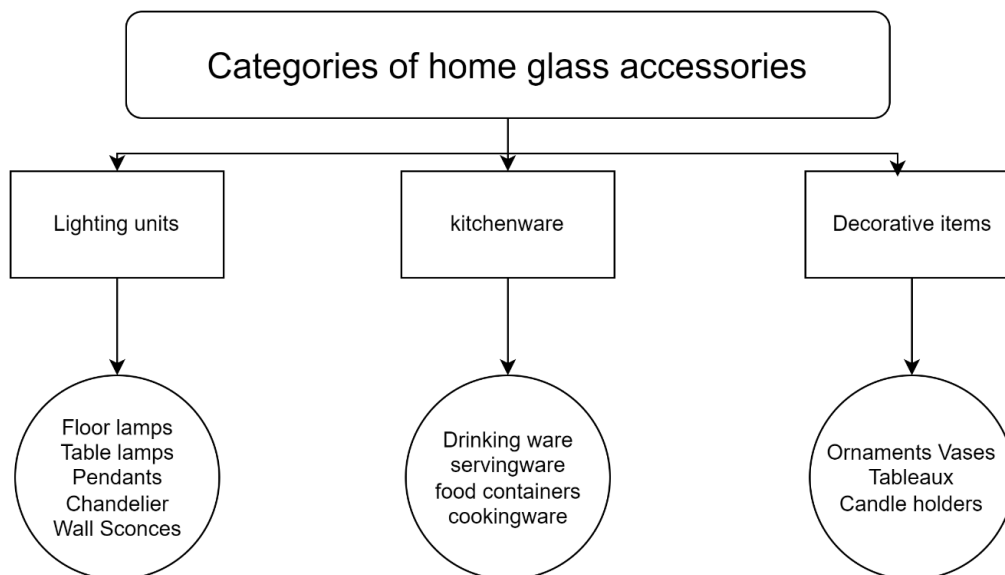 Categories of home glass accessories
Lighting units
kitchenware
Decorative items
Floor lamps
Table lamps
Pendants
Chandelier
Wall Sconces
Drinking ware
servingware
food containers
cookingware
Ornaments Vases
Tableaux
Candle holders